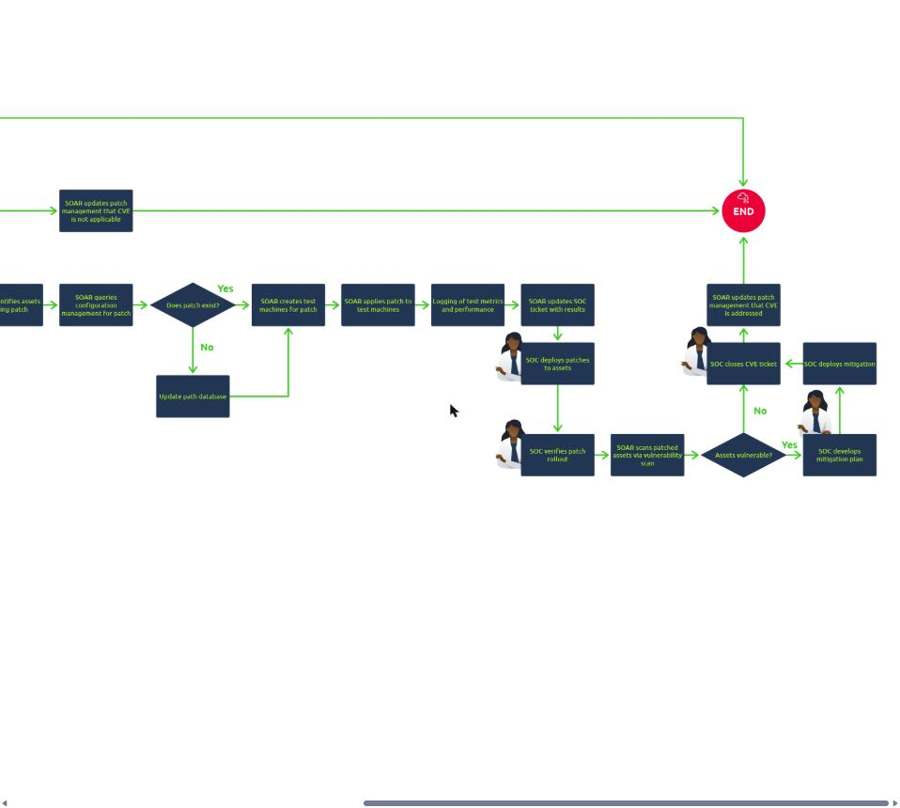 SOAR updates patch
management that CVE
is not applicable
END
ntifies assets
ing patch
SOAR queries
configuration
management for patch
Does patch exist?
Yes
No
Update path database
SOAR creates test
machines for patch
SOAR applies patch to
test machines
Logging of test metrics
and performance
SOAR updates SOC
ticket with results
SOC deploys patches
to assets
SOC verifies patch
rollout
SOAR scans patched
assets via vulnerability
scan
Assets vulnerable?
Yes
No
SOC develops
mitigation plan
SOC deploys mitigation
SOC closes CVE ticket
SOAR updates patch
management that CVE
is addressed